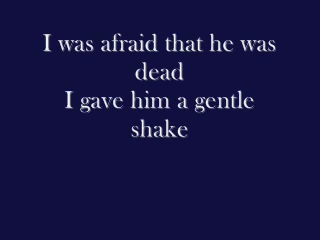 I was afraid that he was
dead
I gave him a gentle
shake